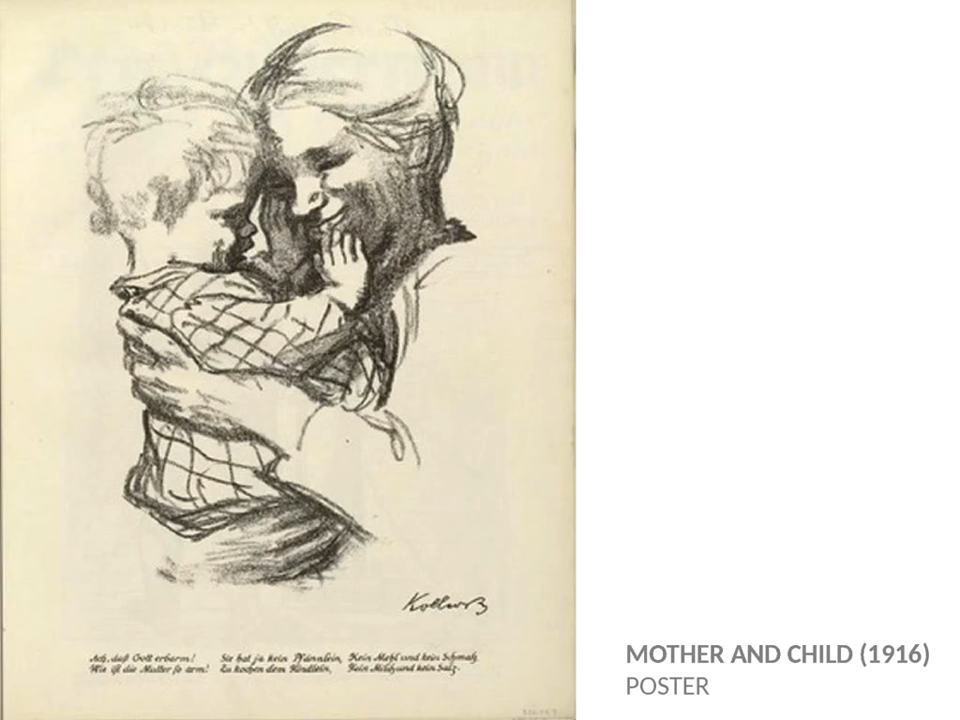 Kollwitz
Ach, daß Gott erbarm!
Wie ist die Mutter so arm!
Sie hat ja kein Pfännlein,
Zu kochen dem Kindlein,
Kein Mehl und kein Schmalz
Kein Milch und kein Salz.
MOTHER AND CHILD (1916)
POSTER